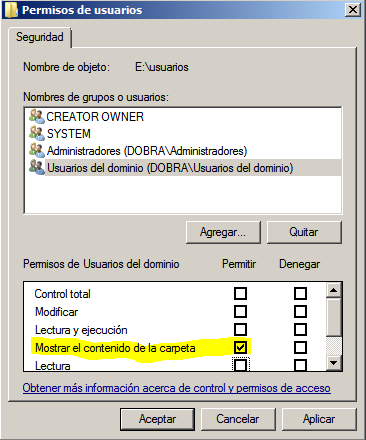 Permisos de usuarios
Seguridad
Nombre de objeto: E:\usuarios
Nombres de grupos o usuarios:
CREATOR OWNER
SYSTEM
Administradores (DOBRA\Administradores)
Usuarios del dominio (DOBRA\Usuarios del dominio)
Agregar... Quitar
Permisos de Usuarios del dominio Permitir Denegar
Control total
Modificar
Lectura y ejecución
Mostrar el contenido de la carpeta
Lectura
Obtener más información acerca de control y permisos de acceso
Aceptar Cancelar Aplicar